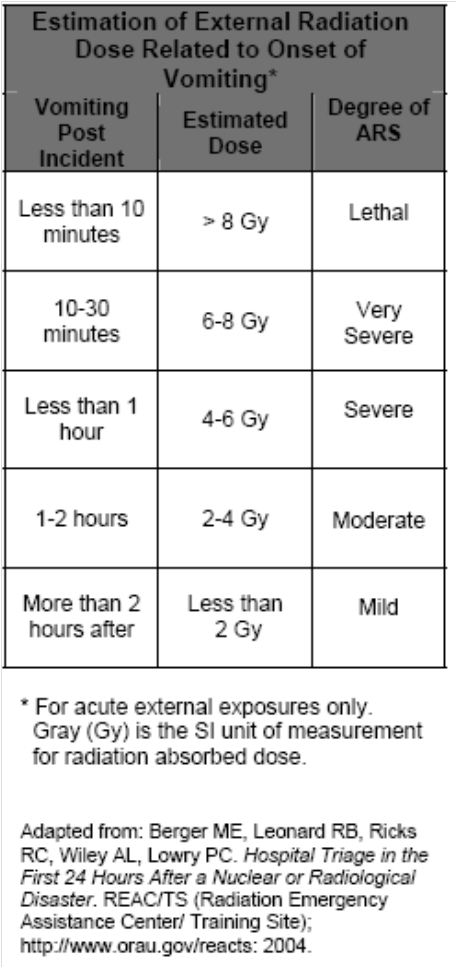 Estimation of External Radiation
Dose Related to Onset of
Vomiting*
Vomiting
Post
Incident
Estimated
Dose
Degree of
ARS
Less than 10
minutes
> 8 Gy
Lethal
10-30
minutes
6-8 Gy
Very
Severe
Less than 1
hour
4-6 Gy
Severe
1-2 hours
2-4 Gy
Moderate
More than 2
hours after
Less than
2 Gy
Mild
* For acute external exposures only.
Gray (Gy) is the SI unit of measurement
for radiation absorbed dose.
Adapted from: Berger ME, Leonard RB, Ricks
RC, Wiley AL, Lowry PC. Hospital Triage in the
First 24 Hours After a Nuclear or Radiological
Disaster. REAC/TS (Radiation Emergency
Assistance Center/ Training Site);
http://www.orau.gov/reacts: 2004.